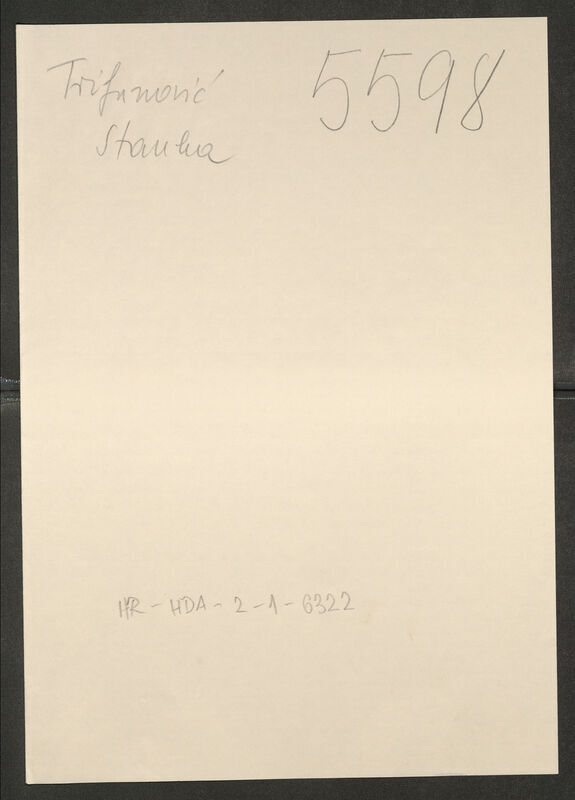 Trifunović
5598
Stanka
HR-HDA-2-1-6322